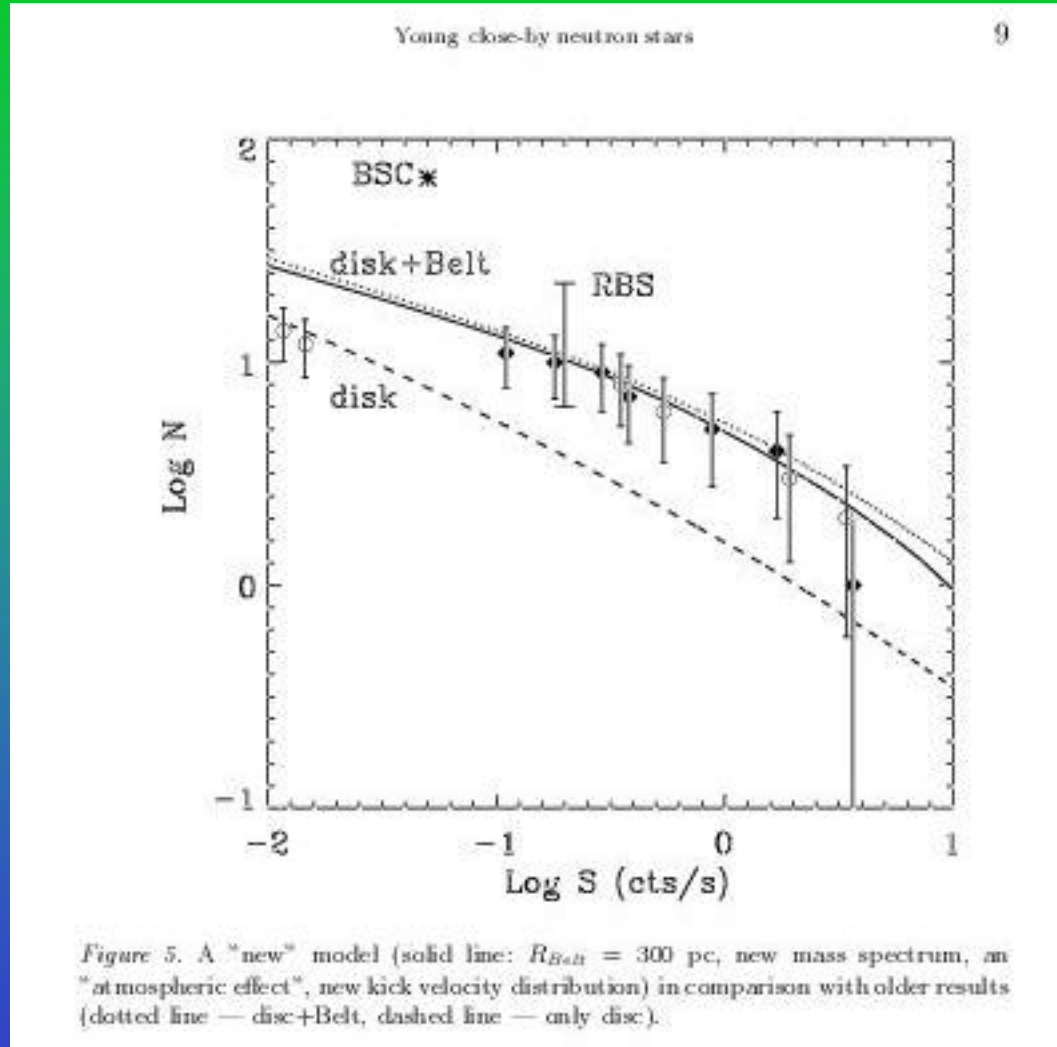 Young close-by neutron stars 9
2
BSC
disk+Belt
RBS
1
disk
Log N
0
-1
-2 -1 0 1
Log S (cts/s)
Figure 5. A "new" model (solid line: R_Belt = 300 pc, new mass spectrum, an
"atmospheric effect", new kick velocity distribution) in comparison with older results
(dotted line — disc+Belt, dashed line — only disc).